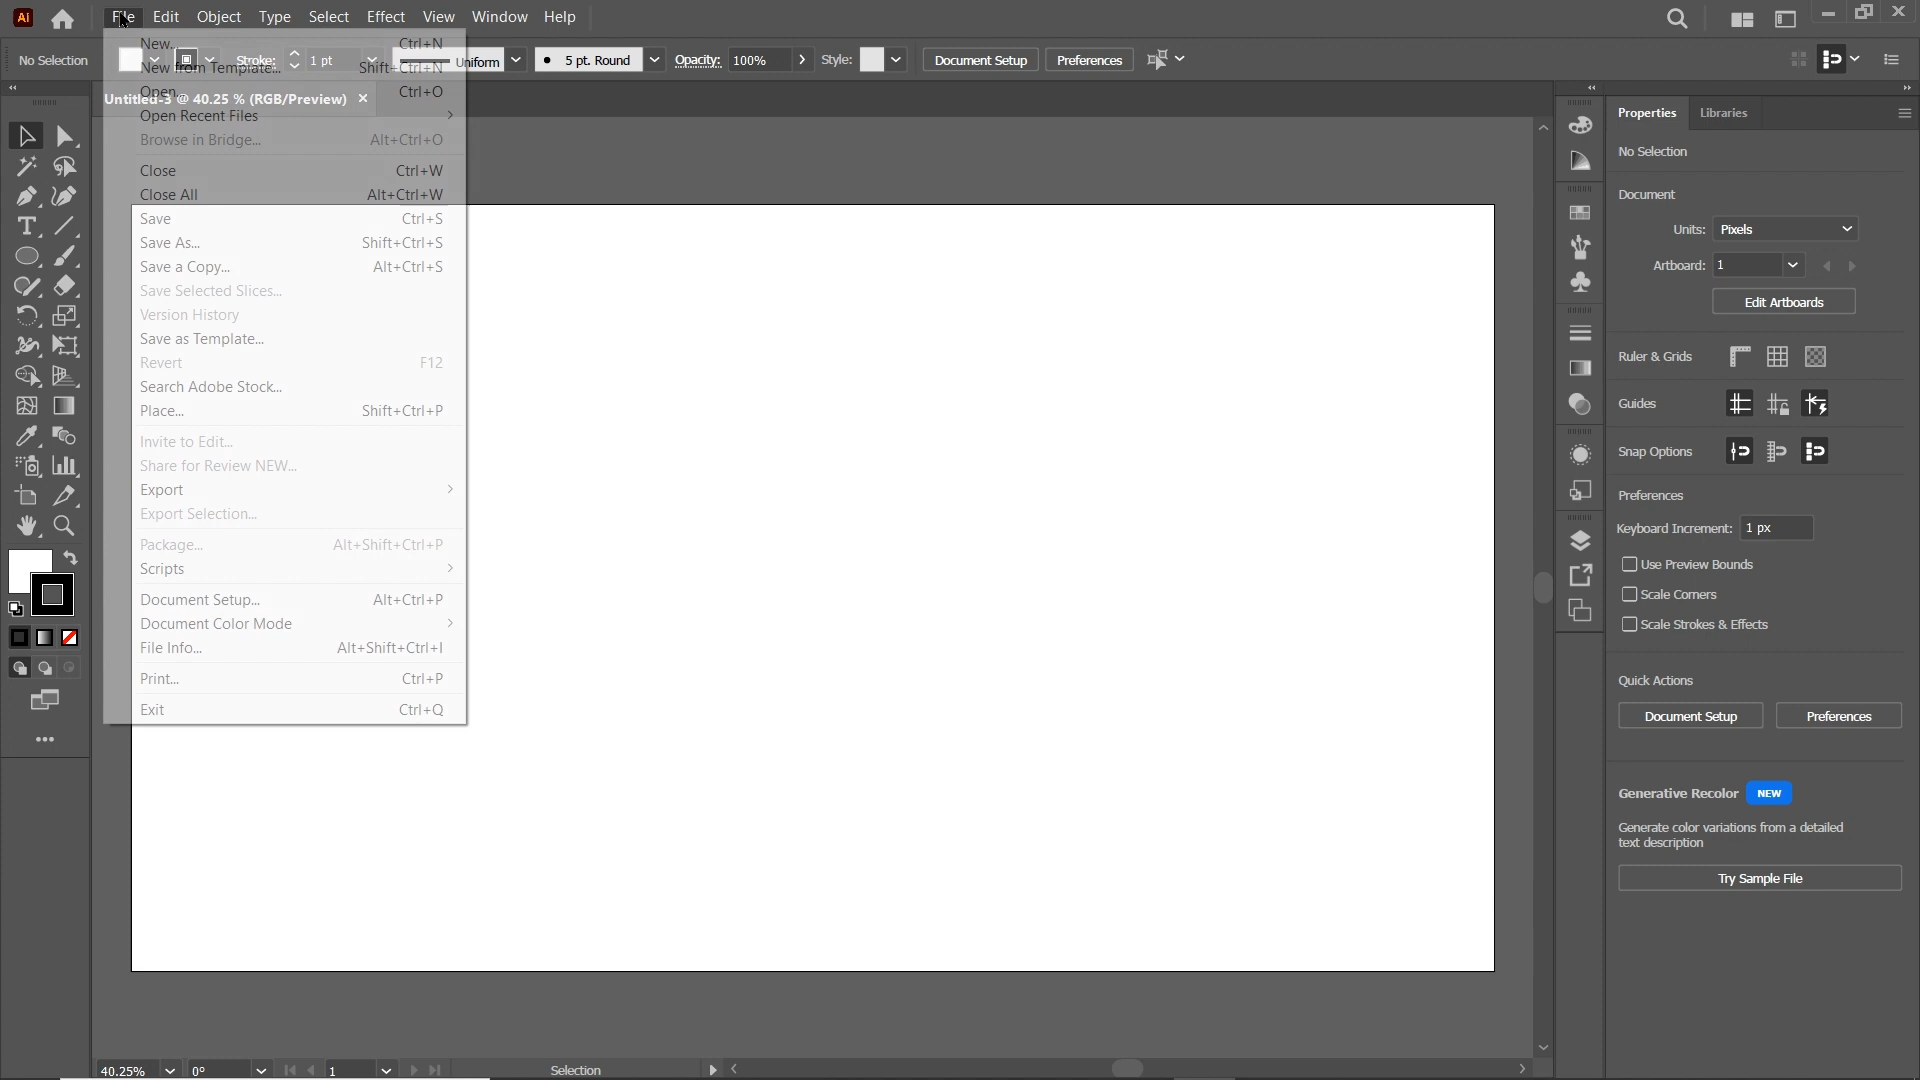 Ai File Edit Object Type Select Effect View Window Help
No Selection Stroke: 1 pt Uniform 5 pt. Round Opacity: 100% Style: Document Setup Preferences
Untitled-3 @ 40.25 % (RGB/Preview)
New... Ctrl+N
New from Template... Shift+Ctrl+N
Open... Ctrl+O
Open Recent Files
Browse in Bridge... Alt+Ctrl+O
Close Ctrl+W
Close All Alt+Ctrl+W
Save Ctrl+S
Save As... Shift+Ctrl+S
Save a Copy... Alt+Ctrl+S
Save Selected Slices...
Version History
Save as Template...
Revert F12
Search Adobe Stock...
Place... Shift+Ctrl+P
Invite to Edit...
Share for Review NEW...
Export
Export Selection...
Package... Alt+Shift+Ctrl+P
Scripts
Document Setup... Alt+Ctrl+P
Document Color Mode
File Info... Alt+Shift+Ctrl+I
Print... Ctrl+P
Exit Ctrl+Q
Properties Libraries
No Selection
Document
Units: Pixels
Artboard: 1
Edit Artboards
Ruler & Grids
Guides
Snap Options
Preferences
Keyboard Increment: 1 px
Use Preview Bounds
Scale Corners
Scale Strokes & Effects
Quick Actions
Document Setup Preferences
Generative Recolor NEW
Generate color variations from a detailed
text description
Try Sample File
40.25% 0° 1 Selection